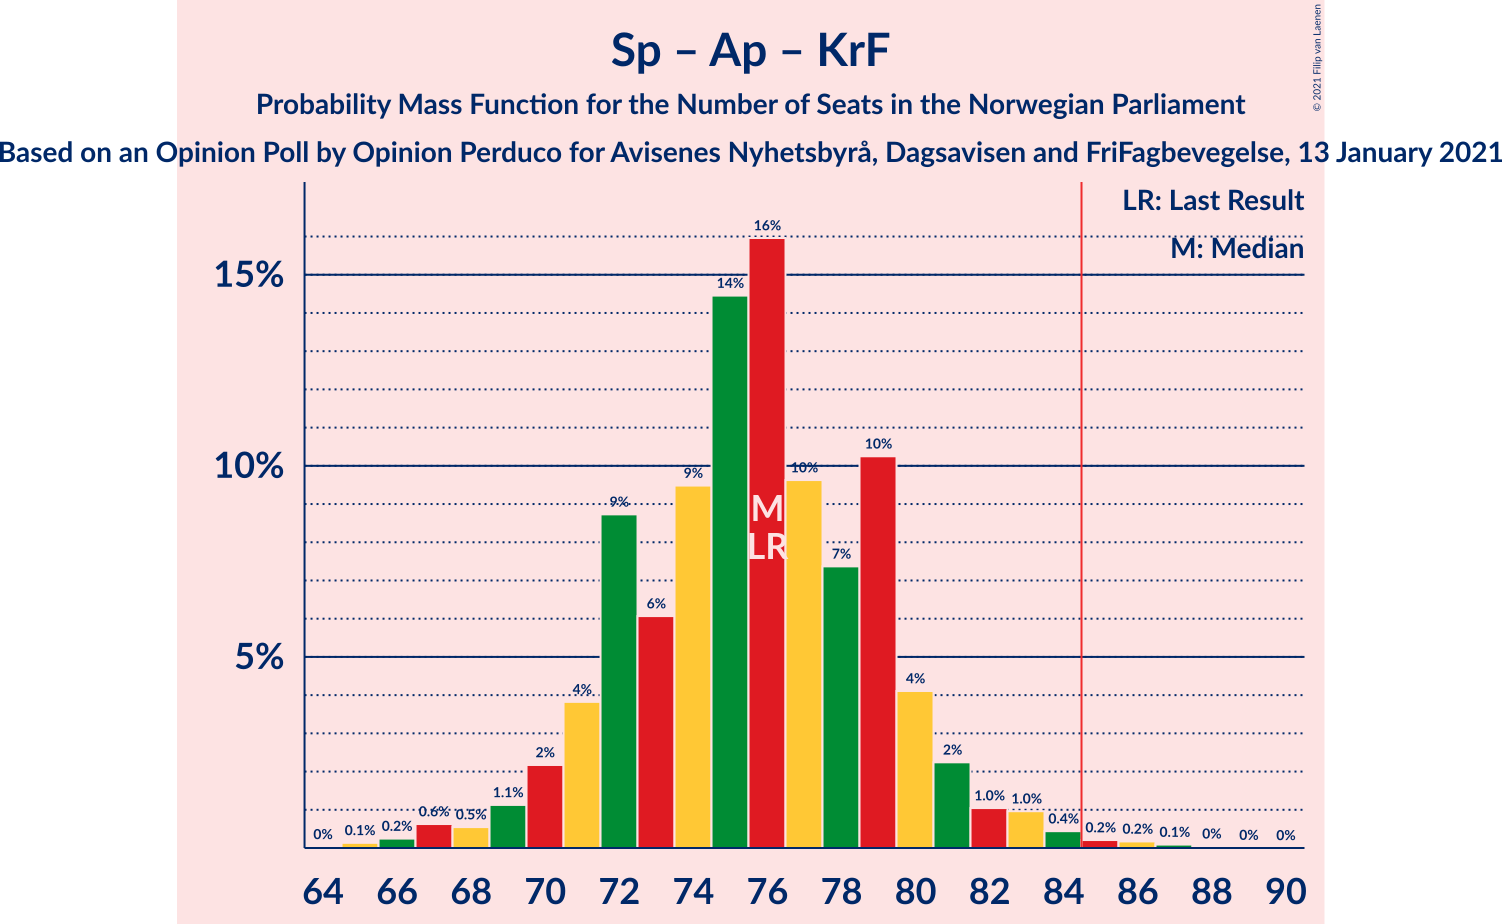 Sp – Ap – KrF
Probability Mass Function for the Number of Seats in the Norwegian Parliament
Based on an Opinion Poll by Opinion Perduco for Avisenes Nyhetsbyrå, Dagsavisen and FriFagbevegelse, 13 January 2021
© 2021 Filip van Laenen
LR: Last Result
M: Median
15%
10%
5%
0% 0.1% 0.2% 0.6% 0.5% 1.1% 2% 4% 9% 6% 9% 14% 16% 10% 7% 10% 4% 2% 1.0% 1.0% 0.4% 0.2% 0.2% 0.1% 0% 0% 0%
M
LR
64 66 68 70 72 74 76 78 80 82 84 86 88 90